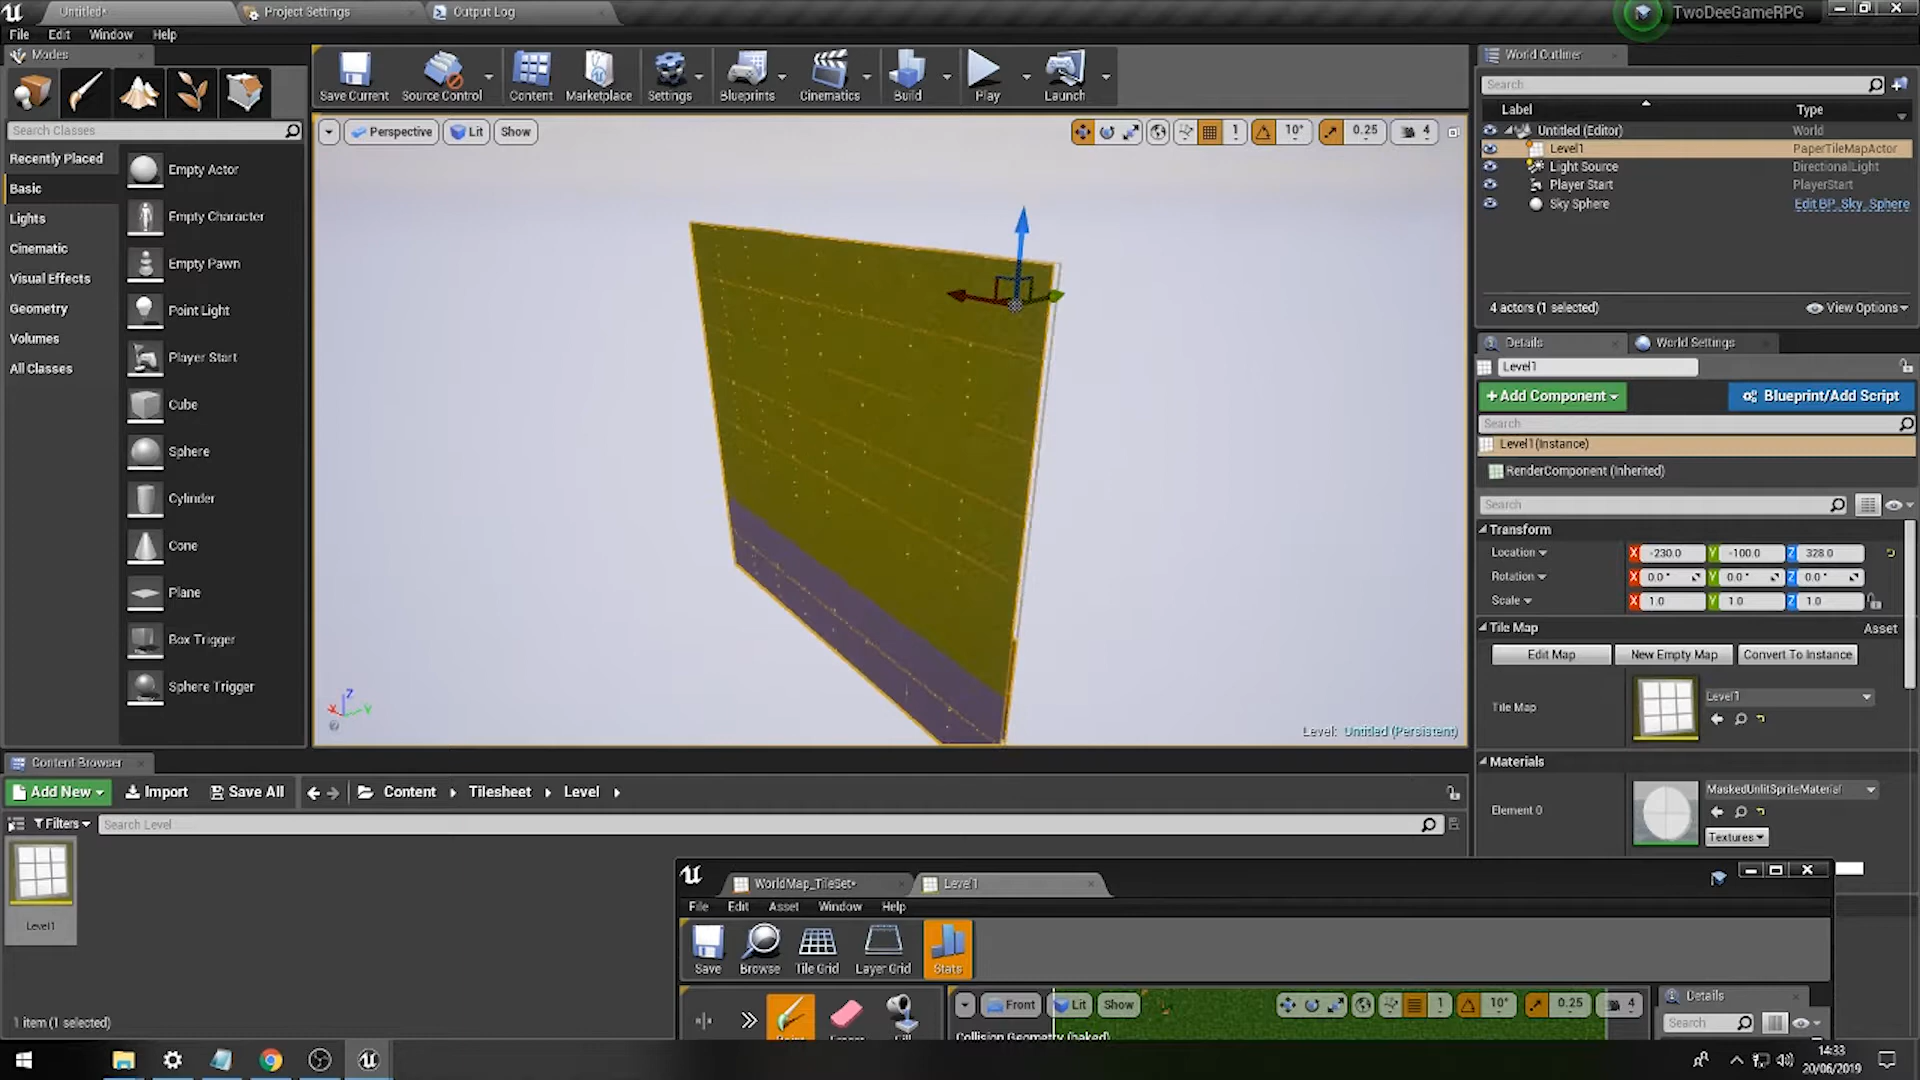 Untitled*
Project Settings
Output Log
TwoDeeGameRPG
File Edit Window Help
Modes
Search Classes
Recently Placed
Basic
Lights
Cinematic
Visual Effects
Geometry
Volumes
All Classes
Empty Actor
Empty Character
Empty Pawn
Point Light
Player Start
Cube
Sphere
Cylinder
Cone
Plane
Box Trigger
Sphere Trigger
Save Current
Source Control
Content
Marketplace
Settings
Blueprints
Cinematics
Build
Play
Launch
Perspective
Lit
Show
1
10°
0.25
4
X Z Y
Level: Untitled (Persistent)
World Outliner
Search
Label Type
Untitled (Editor) World
Level1 PaperTileMapActor
Light Source DirectionalLight
Player Start PlayerStart
Sky Sphere Edit BP_Sky_Sphere
4 actors (1 selected)
View Options
Details
World Settings
Level1
+Add Component
Blueprint/Add Script
Search
Level1(Instance)
RenderComponent (Inherited)
Search
Transform
Location X -230.0 Y -100.0 Z 328.0
Rotation X 0.0° Y 0.0° Z 0.0°
Scale X 1.0 Y 1.0 Z 1.0
Tile Map Asset
Edit Map
New Empty Map
Convert To Instance
Tile Map
Level1
Materials
Element 0
MaskedUnlitSpriteMaterial
Textures
Content Browser
Add New
Import
Save All
Content
Tilesheet
Level
Filters
Search Level
Level1
1 item (1 selected)
WorldMap_TileSet*
Level1
File Edit Asset Window Help
Save
Browse
Tile Grid
Layer Grid
Stats
Front
Lit
Show
1
10°
0.25
4
Details
Search
Collision Geometry (baked)
14:33
20/06/2019